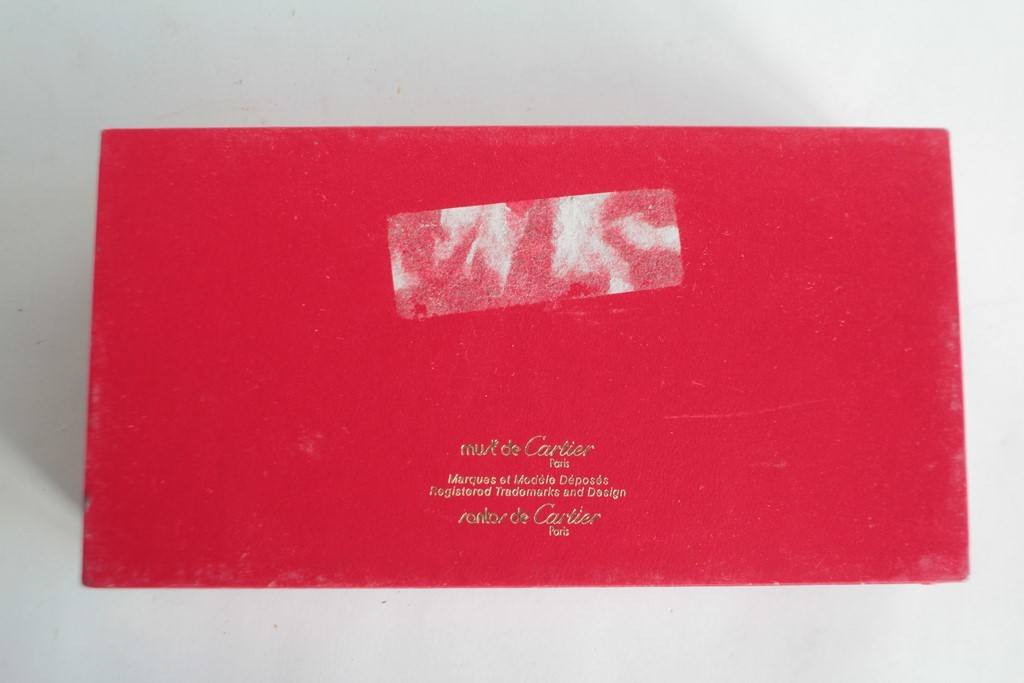 must de Cartier
Paris
Marques et Modèle Déposés
Registered Trademarks and Design
santos de Cartier
Paris